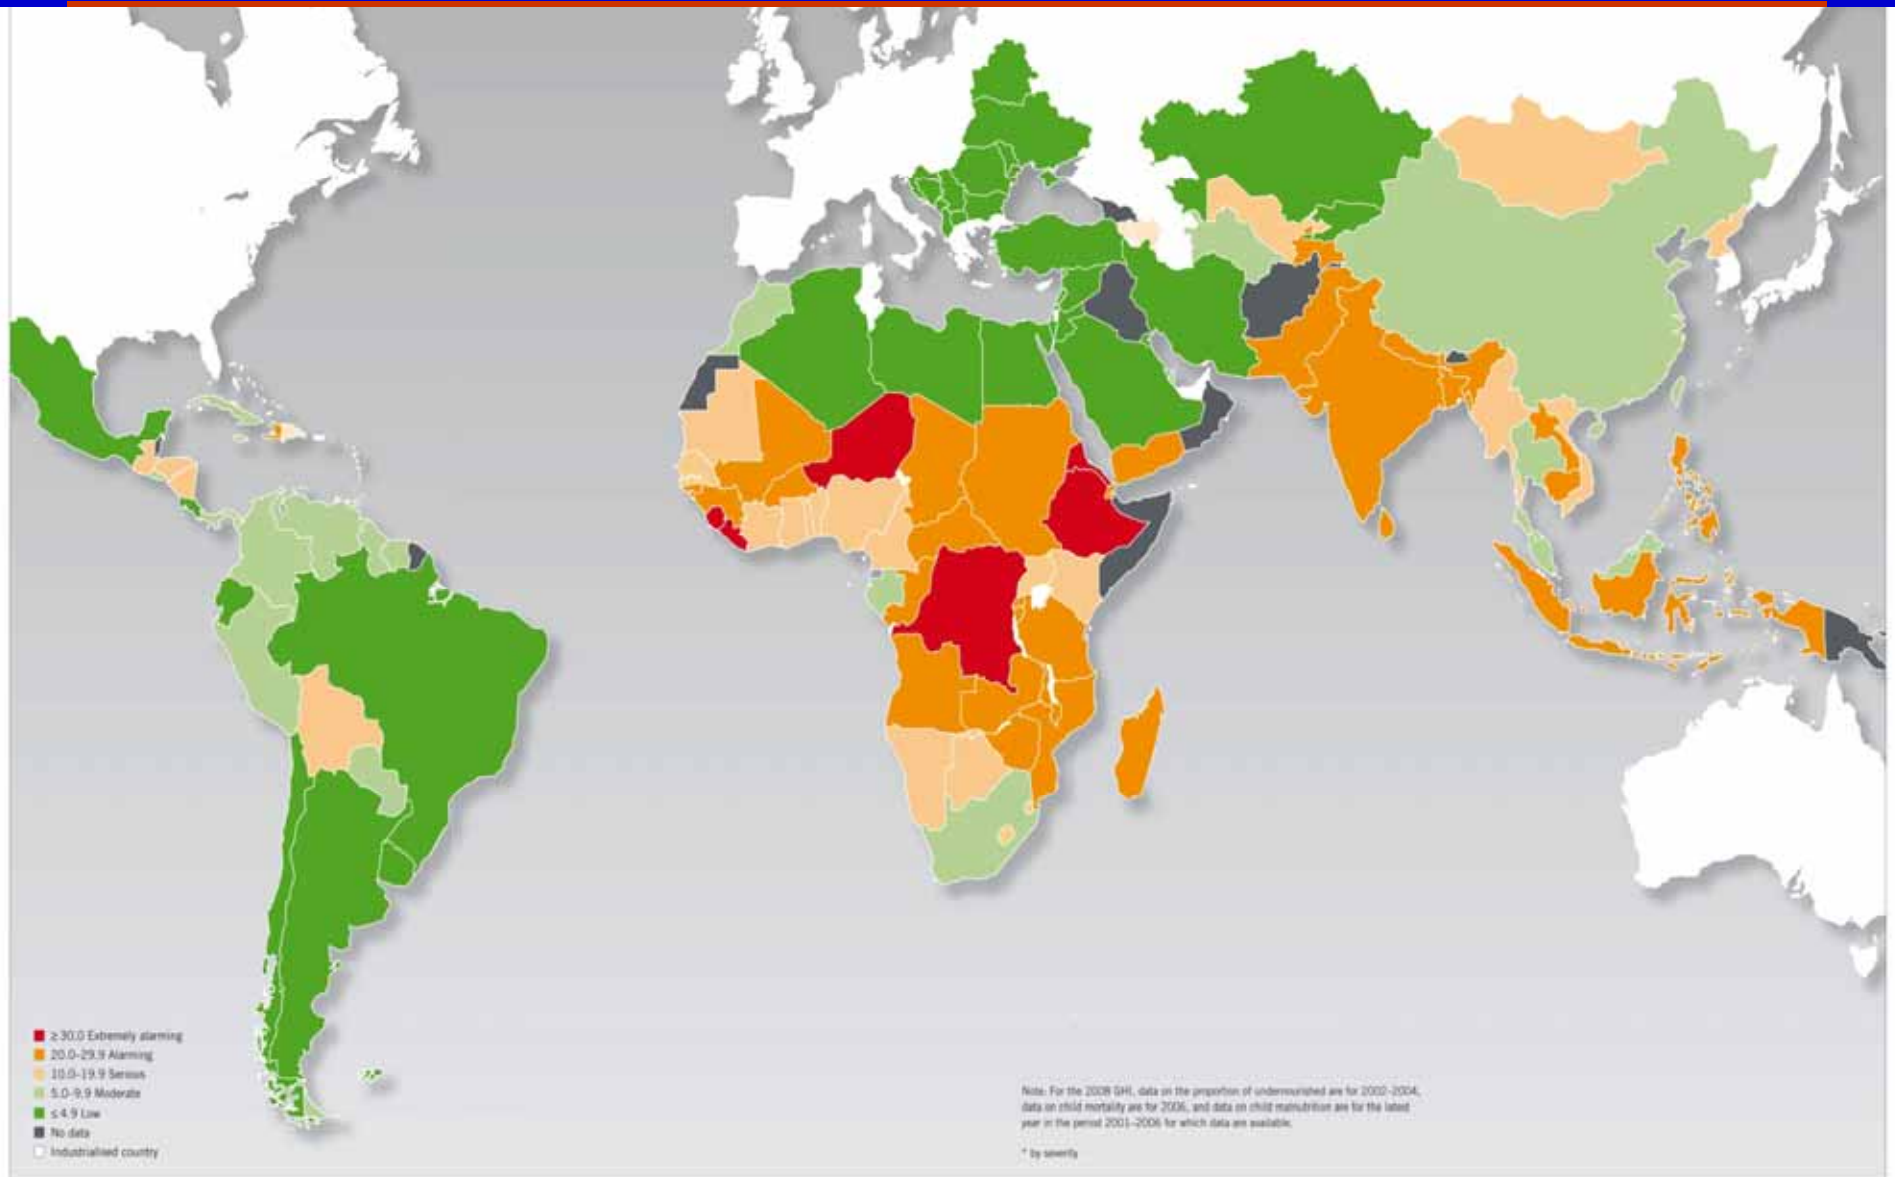 ≥30.0 Extremely alarming
20.0–29.9 Alarming
10.0–19.9 Serious
5.0–9.9 Moderate
≤4.9 Low
No data
Industrialised country
Note: For the 2008 GHI, data on the proportion of undernourished are for 2002–2004,
data on child mortality are for 2006, and data on child malnutrition are for the latest
year in the period 2001–2006 for which data are available.
* by severity